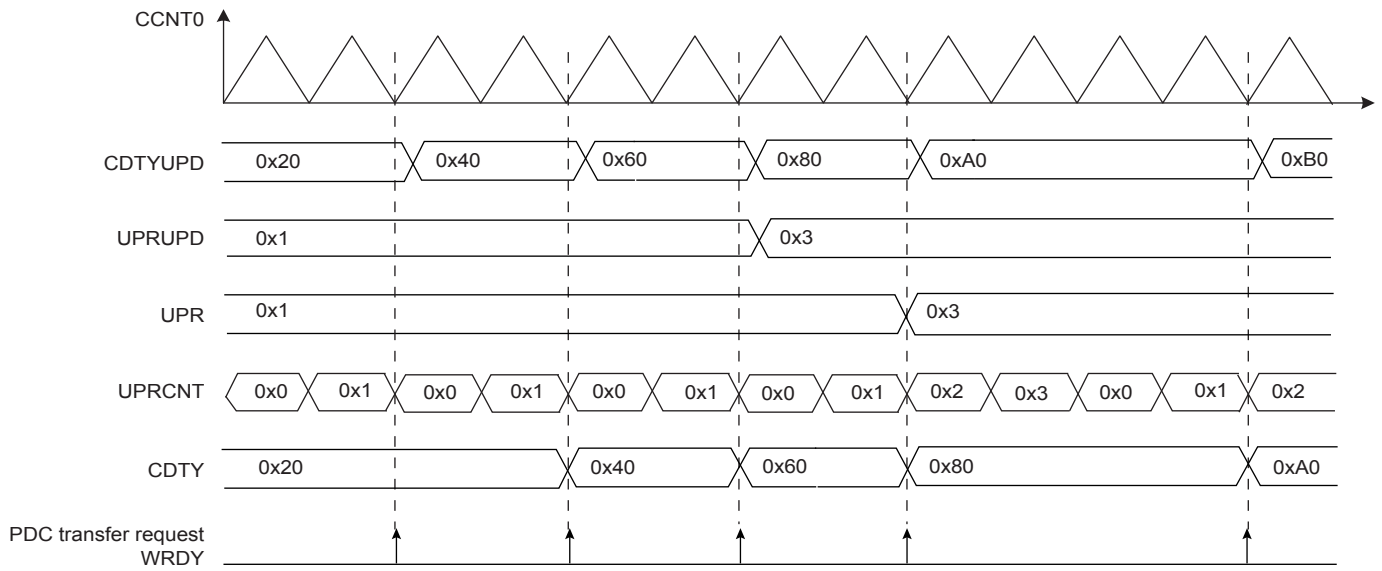 CCNT0
CDTYUPD 0x20 0x40 0x60 0x80 0xA0 0xB0
UPRUPD 0x1 0x3
UPR 0x1 0x3
UPRCNT 0x0 0x1 0x0 0x1 0x0 0x1 0x0 0x1 0x2 0x3 0x0 0x1 0x2
CDTY 0x20 0x40 0x60 0x80 0xA0
PDC transfer request
WRDY